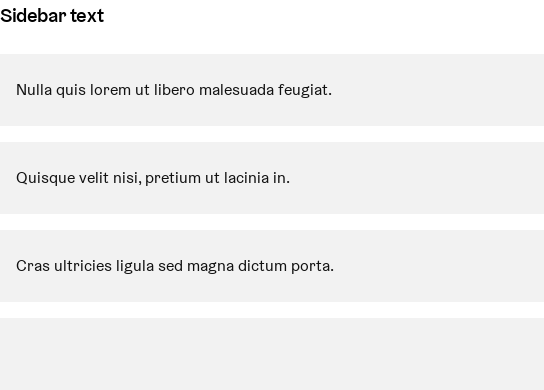 Sidebar text
Nulla quis lorem ut libero malesuada feugiat.
Quisque velit nisi, pretium ut lacinia in.
Cras ultricies ligula sed magna dictum porta.